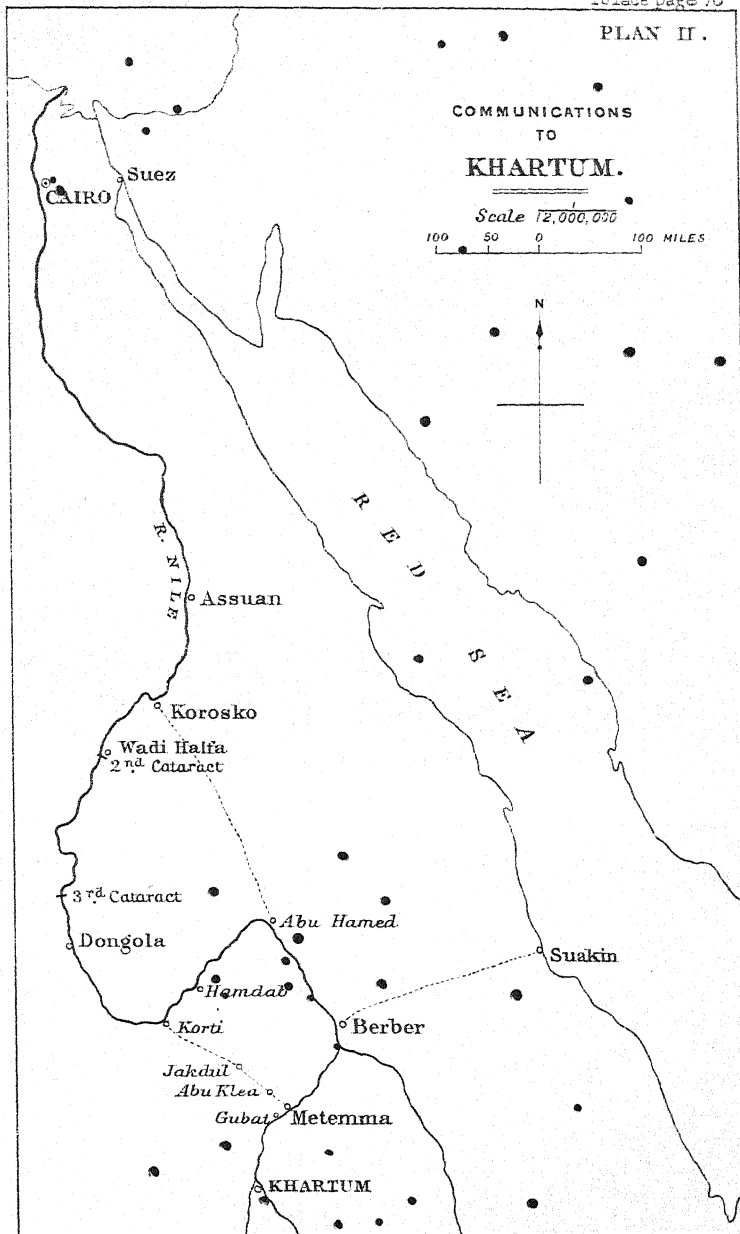 PLAN II.
COMMUNICATIONS
TO
KHARTUM.
Scale 1/12,000,000
100 50 0 100 MILES
N
Suez
CAIRO
RED SEA
R. NILE
Assuan
Korosko
Wadi Halfa
2nd Cataract
3rd Cataract
Abu Hamed
Dongola
Suakin
Hamdab
Korti
Berber
Jakdul
Abu Klea
Metemma
Gubat
KHARTUM